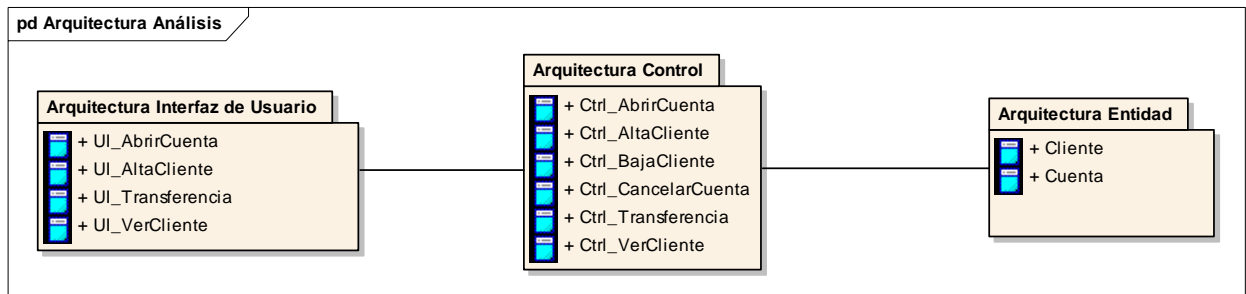 pd Arquitectura Análisis
Arquitectura Interfaz de Usuario
+ UI_AbrirCuenta
+ UI_AltaCliente
+ UI_Transferencia
+ UI_VerCliente
Arquitectura Control
+ Ctrl_AbrirCuenta
+ Ctrl_AltaCliente
+ Ctrl_BajaCliente
+ Ctrl_CancelarCuenta
+ Ctrl_Transferencia
+ Ctrl_VerCliente
Arquitectura Entidad
+ Cliente
+ Cuenta